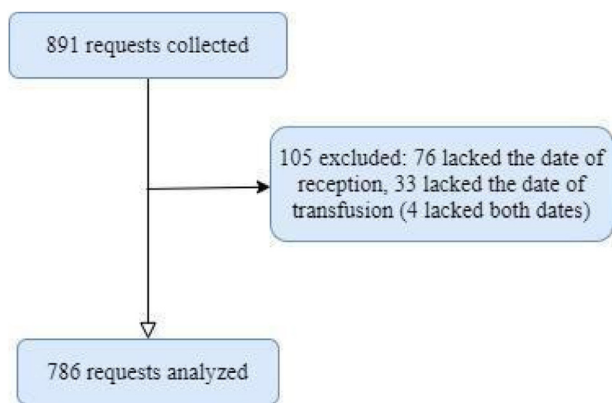 891 requests collected
105 excluded: 76 lacked the date of
reception, 33 lacked the date of
transfusion (4 lacked both dates)
786 requests analyzed